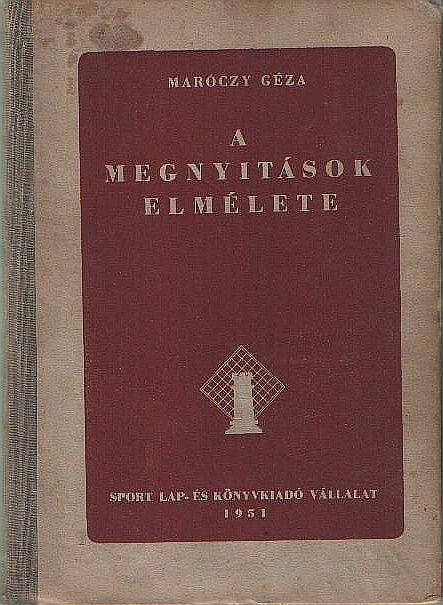 MARÓCZY GÉZA
A
MEGNYITÁSOK
ELMÉLETE
SPORT LAP- ÉS KÖNYVKIADÓ VÁLLALAT
1951